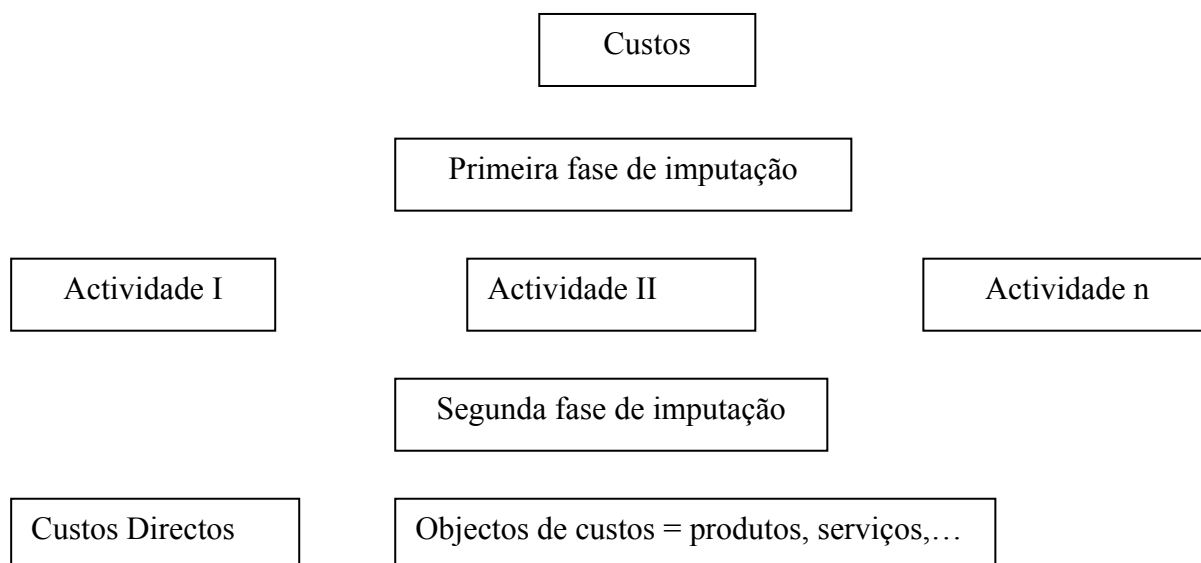 Custos
Primeira fase de imputação
Actividade I
Actividade II
Actividade n
Segunda fase de imputação
Custos Directos
Objectos de custos = produtos, serviços,…